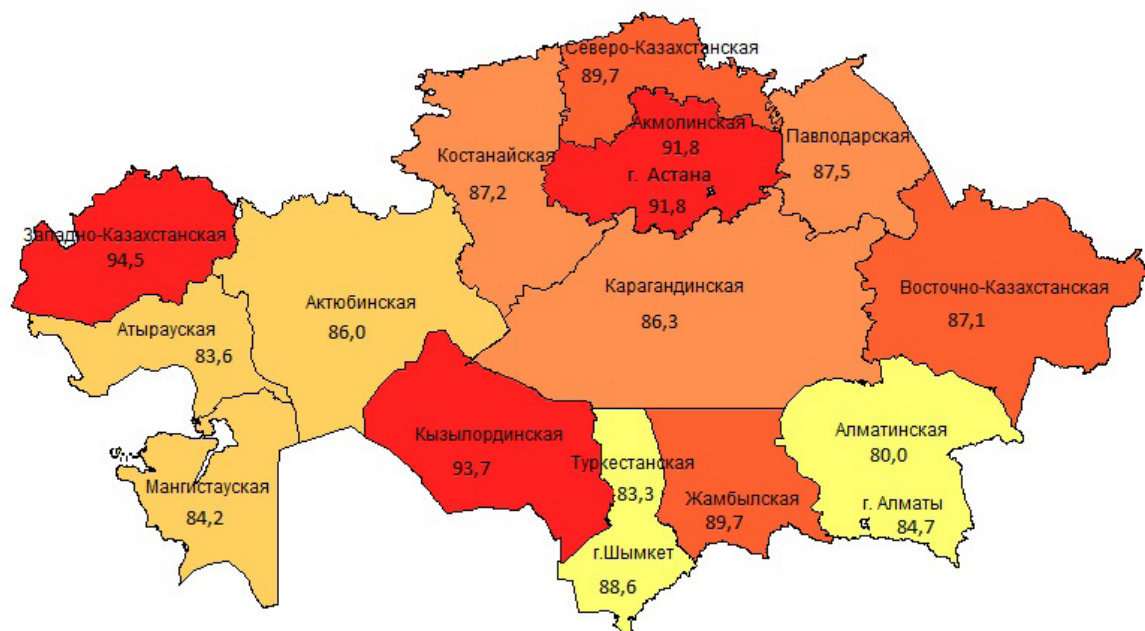 Северо-Казахстанская
89,7
Акмолинская
91,8
г. Астана
91,8
Павлодарская
87,5
Костанайская
87,2
Западно-Казахстанская
94,5
Актюбинская
86,0
Атырауская
83,6
Карагандинская
86,3
Восточно-Казахстанская
87,1
Мангистауская
84,2
Кызылординская
93,7
Туркестанская
83,3
г.Шымкет
88,6
Жамбылская
89,7
Алматинская
80,0
г. Алматы
84,7